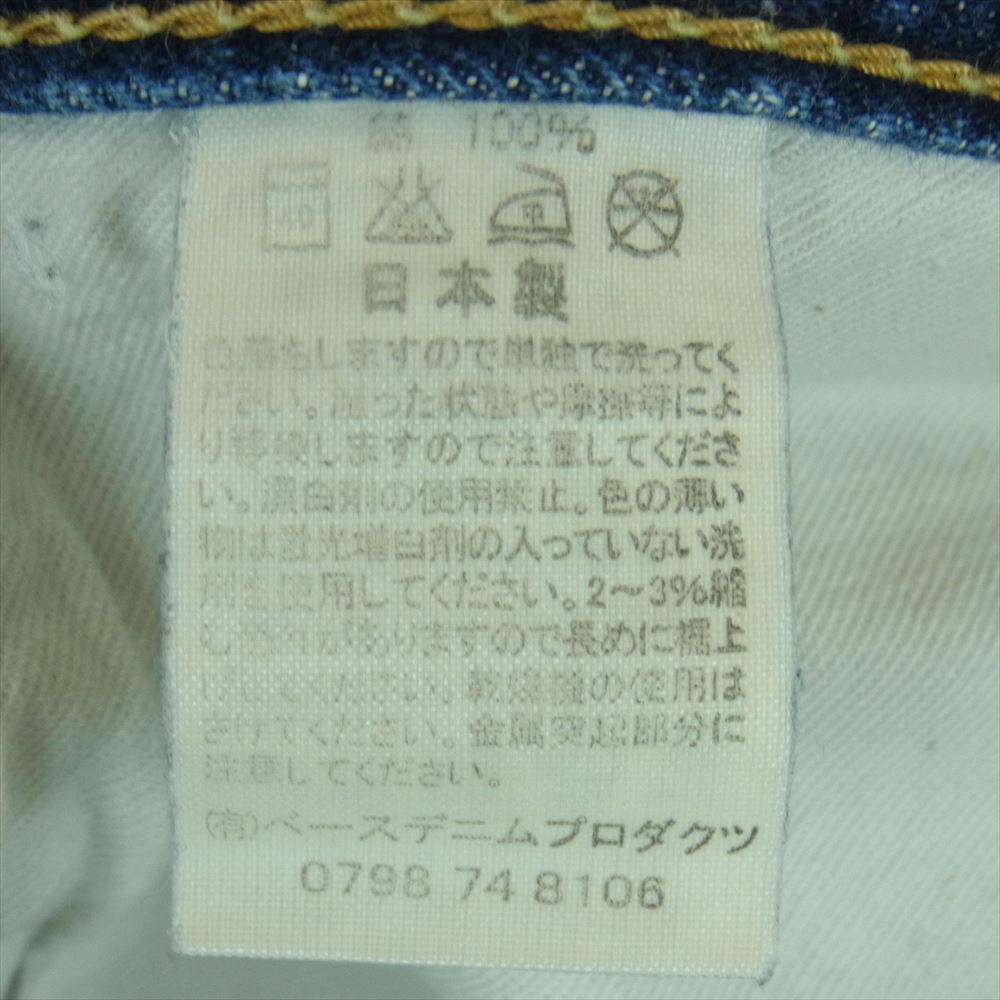 綿 100%
40
中
日本製
色落をしますので単独で洗ってく
ださい。湿った状態や摩擦等によ
り移染しますので注意してくださ
い。漂白剤の使用禁止。色の薄い
物は蛍光増白剤の入っていない洗
剤を使用してください。2〜3%縮
む がありますので長めに裾上
げしてください。乾燥機の使用は
さけてください。金属突起部分に
注意してください。
(有)ベースデニムプロダクツ
0798 74 8106